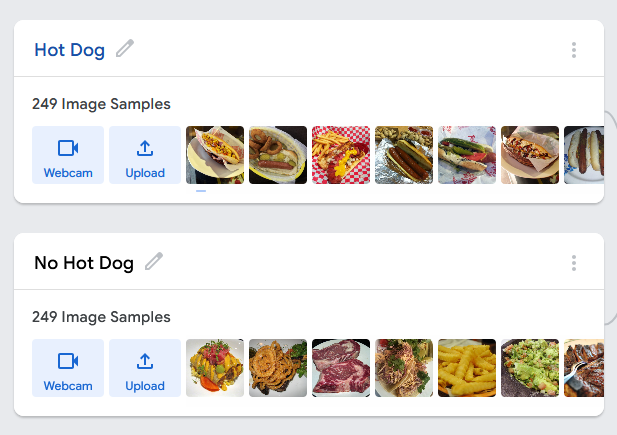 Hot Dog
249 Image Samples
Webcam
Upload
No Hot Dog
249 Image Samples
Webcam
Upload